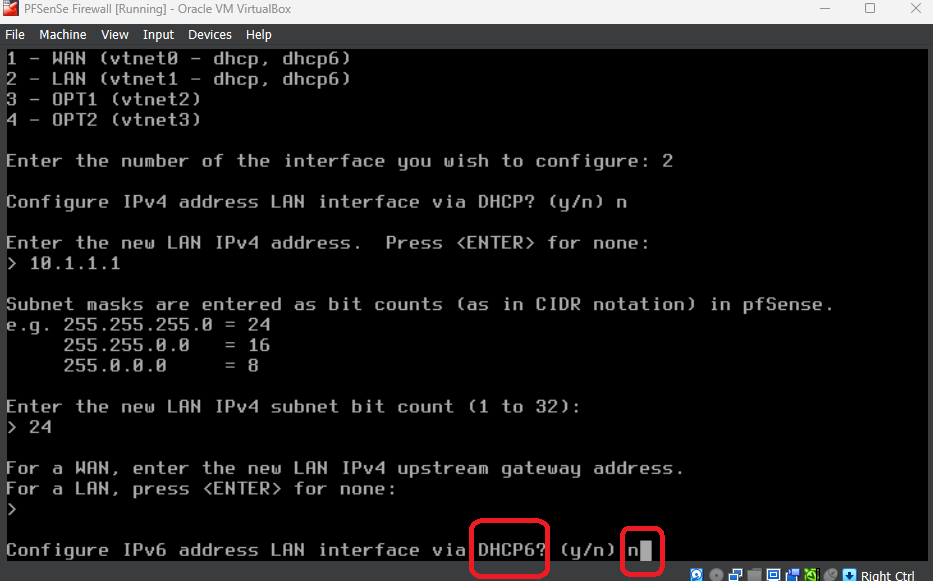 PFSenSe Firewall [Running] - Oracle VM VirtualBox
File Machine View Input Devices Help
1 - WAN (vtnet0 - dhcp, dhcp6)
2 - LAN (vtnet1 - dhcp, dhcp6)
3 - OPT1 (vtnet2)
4 - OPT2 (vtnet3)
Enter the number of the interface you wish to configure: 2
Configure IPv4 address LAN interface via DHCP? (y/n) n
Enter the new LAN IPv4 address.  Press <ENTER> for none:
> 10.1.1.1
Subnet masks are entered as bit counts (as in CIDR notation) in pfSense.
e.g. 255.255.255.0 = 24
     255.255.0.0   = 16
     255.0.0.0     = 8
Enter the new LAN IPv4 subnet bit count (1 to 32):
> 24
For a WAN, enter the new LAN IPv4 upstream gateway address.
For a LAN, press <ENTER> for none:
>
Configure IPv6 address LAN interface via DHCP6? (y/n) n
Right Ctrl